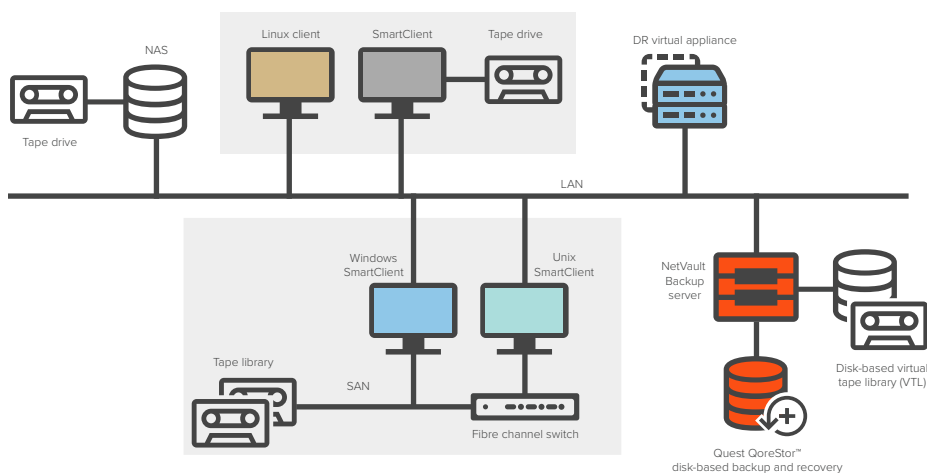 Linux client
SmartClient
Tape drive
DR virtual appliance
NAS
Tape drive
LAN
Windows
SmartClient
Unix
SmartClient
NetVault
Backup
server
Tape library
SAN
Fibre channel switch
Disk-based virtual
tape library (VTL)
Quest QoreStor™
disk-based backup and recovery